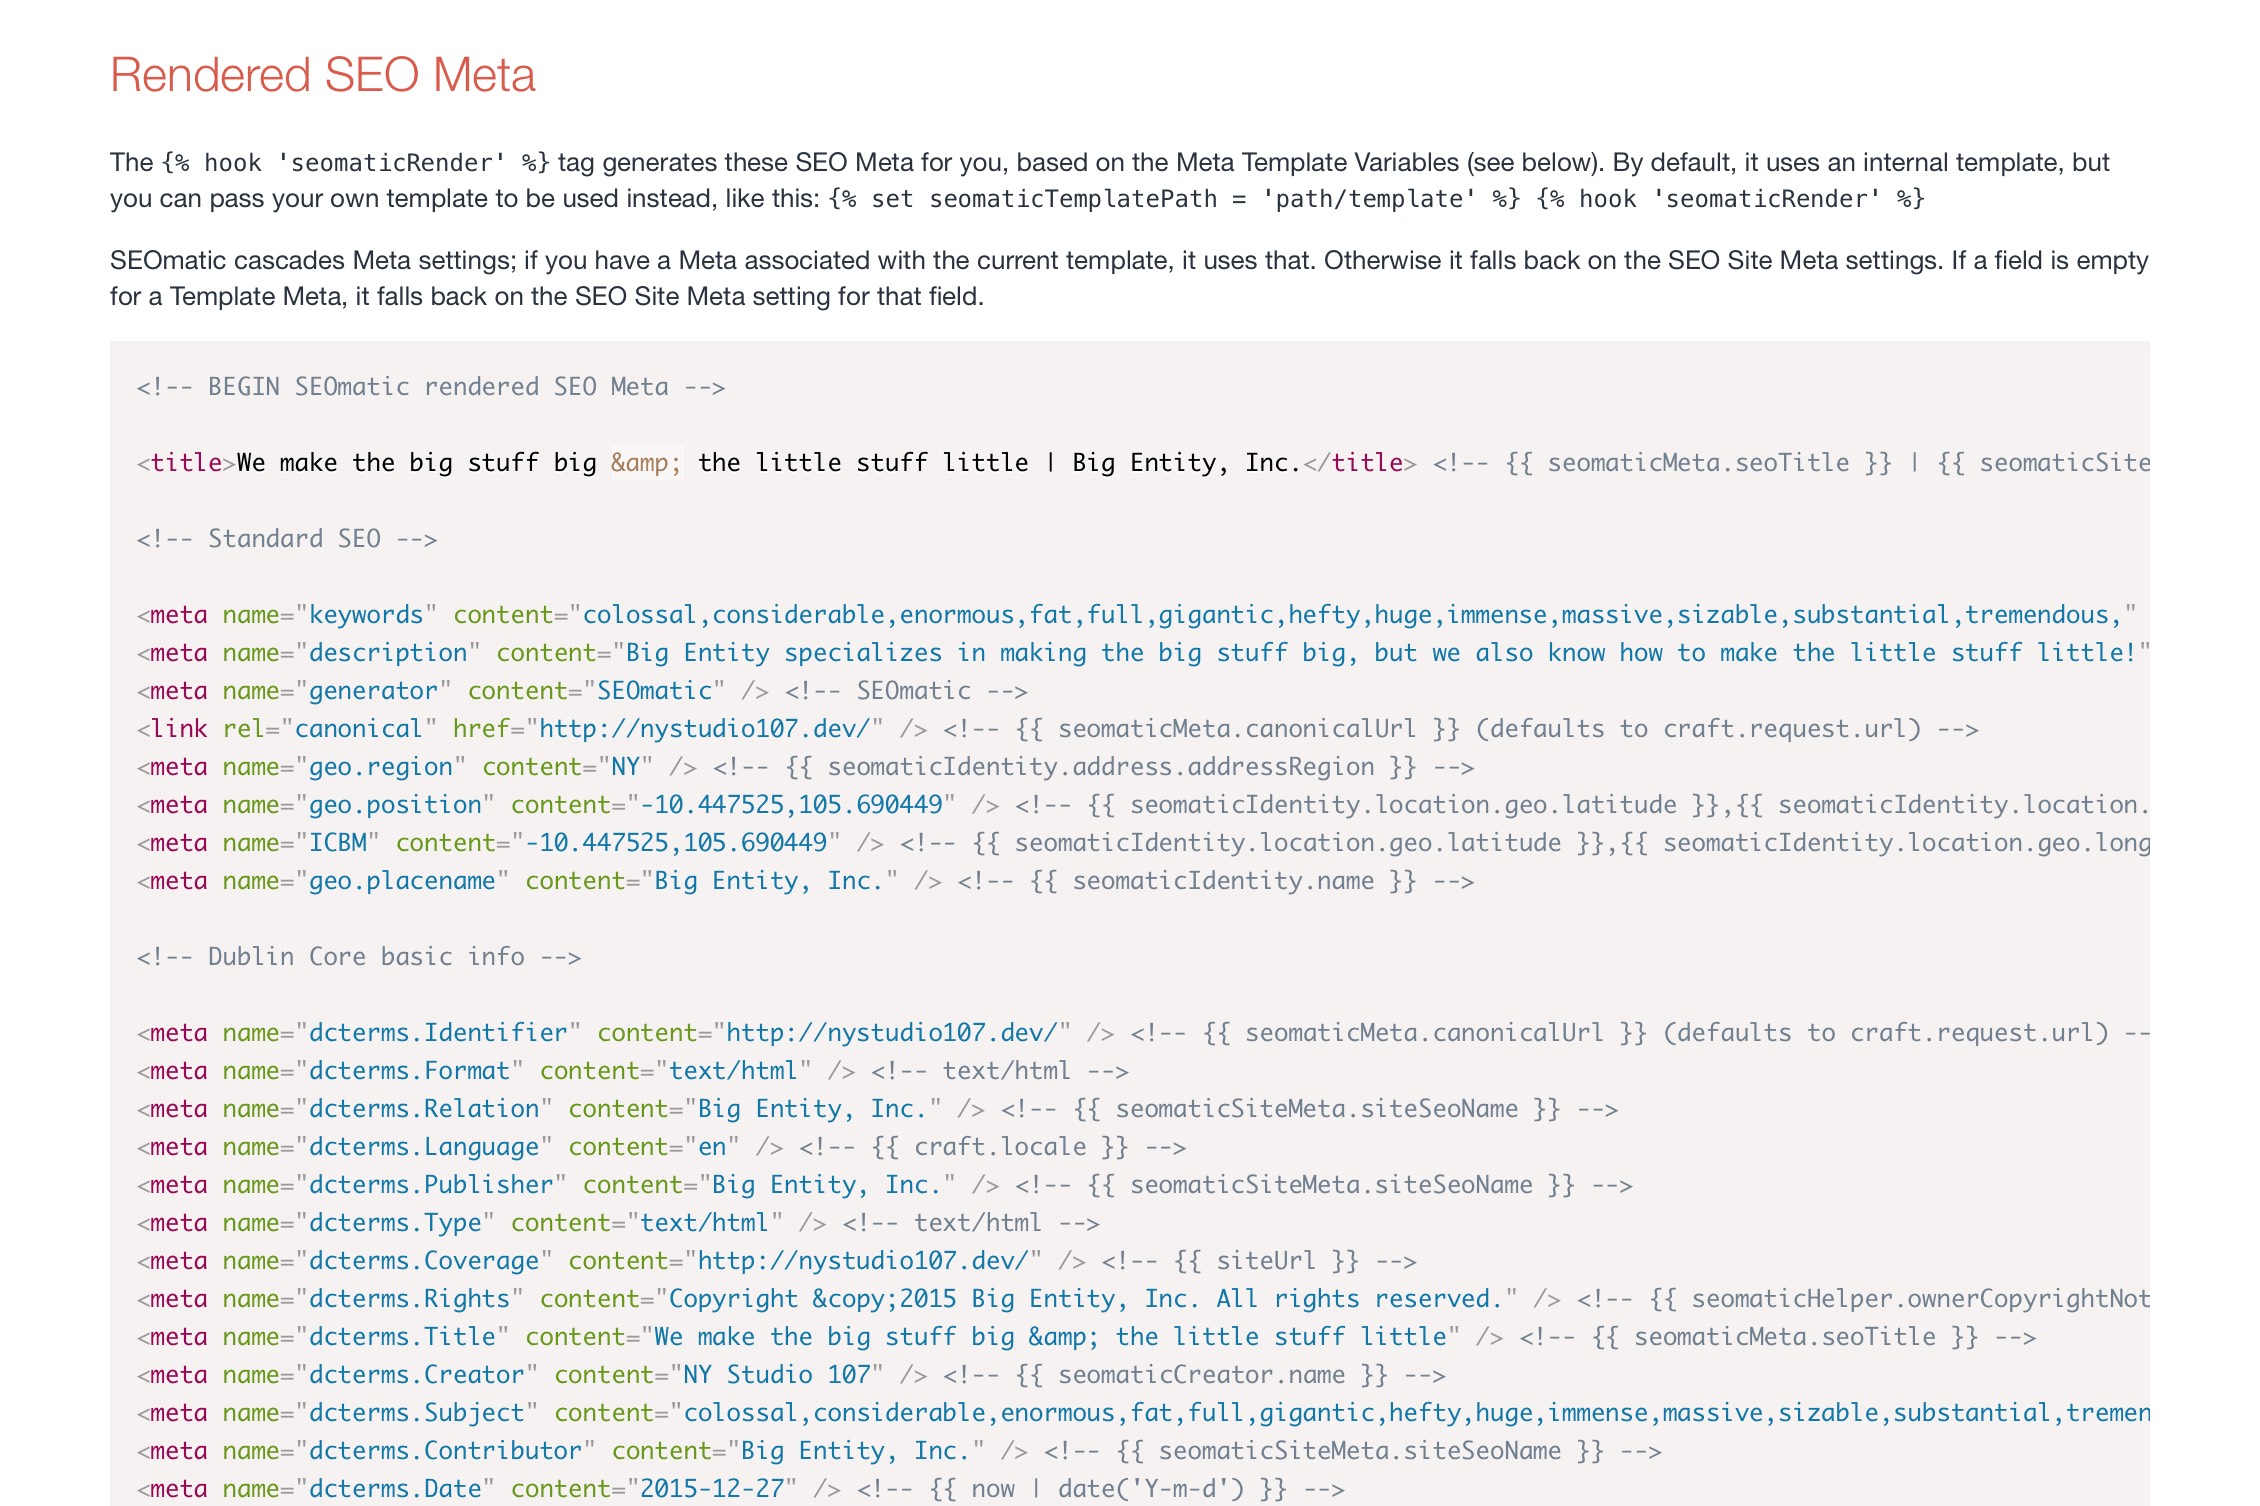 Rendered SEO Meta
The {% hook 'seomaticRender' %} tag generates these SEO Meta for you, based on the Meta Template Variables (see below). By default, it uses an internal template, but
you can pass your own template to be used instead, like this: {% set seomaticTemplatePath = 'path/template' %} {% hook 'seomaticRender' %}
SEOmatic cascades Meta settings; if you have a Meta associated with the current template, it uses that. Otherwise it falls back on the SEO Site Meta settings. If a field is empty
for a Template Meta, it falls back on the SEO Site Meta setting for that field.
<!-- BEGIN SEOmatic rendered SEO Meta -->
<title>We make the big stuff big &amp; the little stuff little | Big Entity, Inc.</title> <!-- {{ seomaticMeta.seoTitle }} | {{ seomaticSite
<!-- Standard SEO -->
<meta name="keywords" content="colossal,considerable,enormous,fat,full,gigantic,hefty,huge,immense,massive,sizable,substantial,tremendous,"
<meta name="description" content="Big Entity specializes in making the big stuff big, but we also know how to make the little stuff little!"
<meta name="generator" content="SEOmatic" /> <!-- SEOmatic -->
<link rel="canonical" href="http://nystudio107.dev/" /> <!-- {{ seomaticMeta.canonicalUrl }} (defaults to craft.request.url) -->
<meta name="geo.region" content="NY" /> <!-- {{ seomaticIdentity.address.addressRegion }} -->
<meta name="geo.position" content="-10.447525,105.690449" /> <!-- {{ seomaticIdentity.location.geo.latitude }},{{ seomaticIdentity.location.
<meta name="ICBM" content="-10.447525,105.690449" /> <!-- {{ seomaticIdentity.location.geo.latitude }},{{ seomaticIdentity.location.geo.long
<meta name="geo.placename" content="Big Entity, Inc." /> <!-- {{ seomaticIdentity.name }} -->
<!-- Dublin Core basic info -->
<meta name="dcterms.Identifier" content="http://nystudio107.dev/" /> <!-- {{ seomaticMeta.canonicalUrl }} (defaults to craft.request.url) --
<meta name="dcterms.Format" content="text/html" /> <!-- text/html -->
<meta name="dcterms.Relation" content="Big Entity, Inc." /> <!-- {{ seomaticSiteMeta.siteSeoName }} -->
<meta name="dcterms.Language" content="en" /> <!-- {{ craft.locale }} -->
<meta name="dcterms.Publisher" content="Big Entity, Inc." /> <!-- {{ seomaticSiteMeta.siteSeoName }} -->
<meta name="dcterms.Type" content="text/html" /> <!-- text/html -->
<meta name="dcterms.Coverage" content="http://nystudio107.dev/" /> <!-- {{ siteUrl }} -->
<meta name="dcterms.Rights" content="Copyright &copy;2015 Big Entity, Inc. All rights reserved." /> <!-- {{ seomaticHelper.ownerCopyrightNot
<meta name="dcterms.Title" content="We make the big stuff big &amp; the little stuff little" /> <!-- {{ seomaticMeta.seoTitle }} -->
<meta name="dcterms.Creator" content="NY Studio 107" /> <!-- {{ seomaticCreator.name }} -->
<meta name="dcterms.Subject" content="colossal,considerable,enormous,fat,full,gigantic,hefty,huge,immense,massive,sizable,substantial,tremen
<meta name="dcterms.Contributor" content="Big Entity, Inc." /> <!-- {{ seomaticSiteMeta.siteSeoName }} -->
<meta name="dcterms.Date" content="2015-12-27" /> <!-- {{ now | date('Y-m-d') }} -->